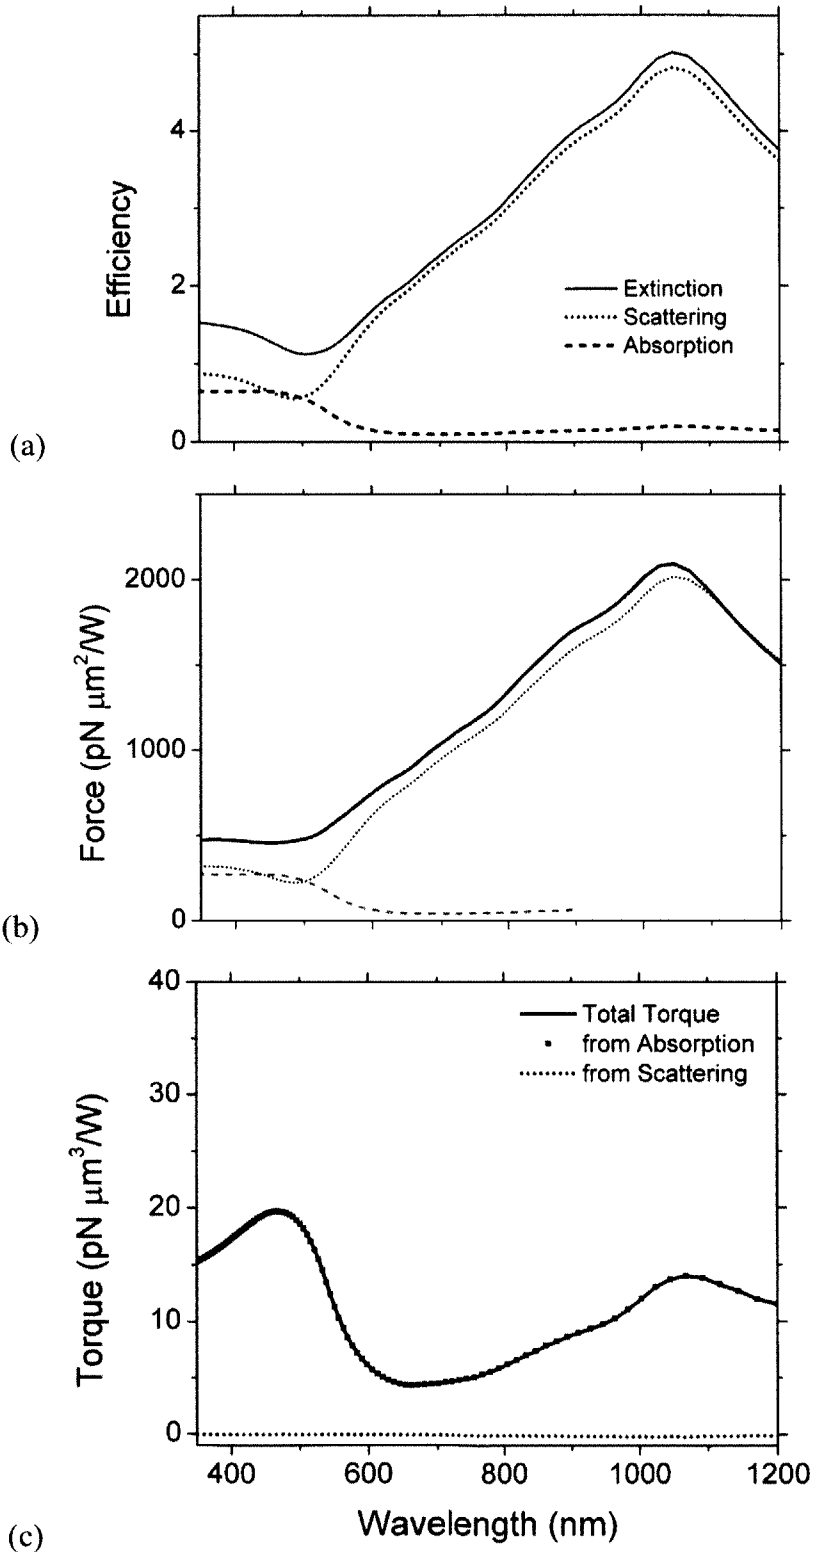 4
2
0
Efficiency
Extinction
Scattering
Absorption
(a)
2000
1000
0
Force (pN μm²/W)
(b)
40
30
20
10
0
Torque (pN μm³/W)
Total Torque
from Absorption
from Scattering
400 600 800 1000 1200
Wavelength (nm)
(c)